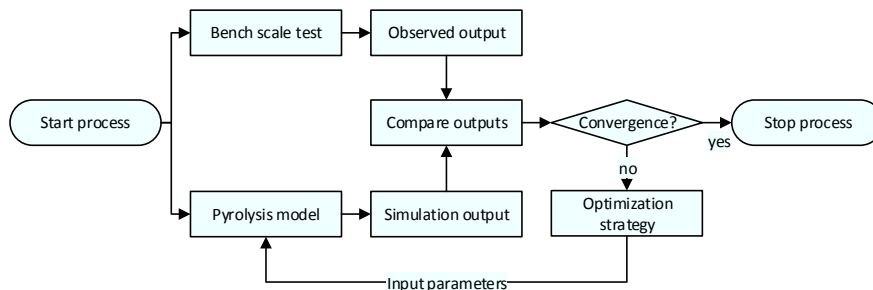 Bench scale test
Observed output
Start process
Compare outputs
Convergence?
Stop process
yes
no
Pyrolysis model
Simulation output
Optimization
strategy
Input parameters